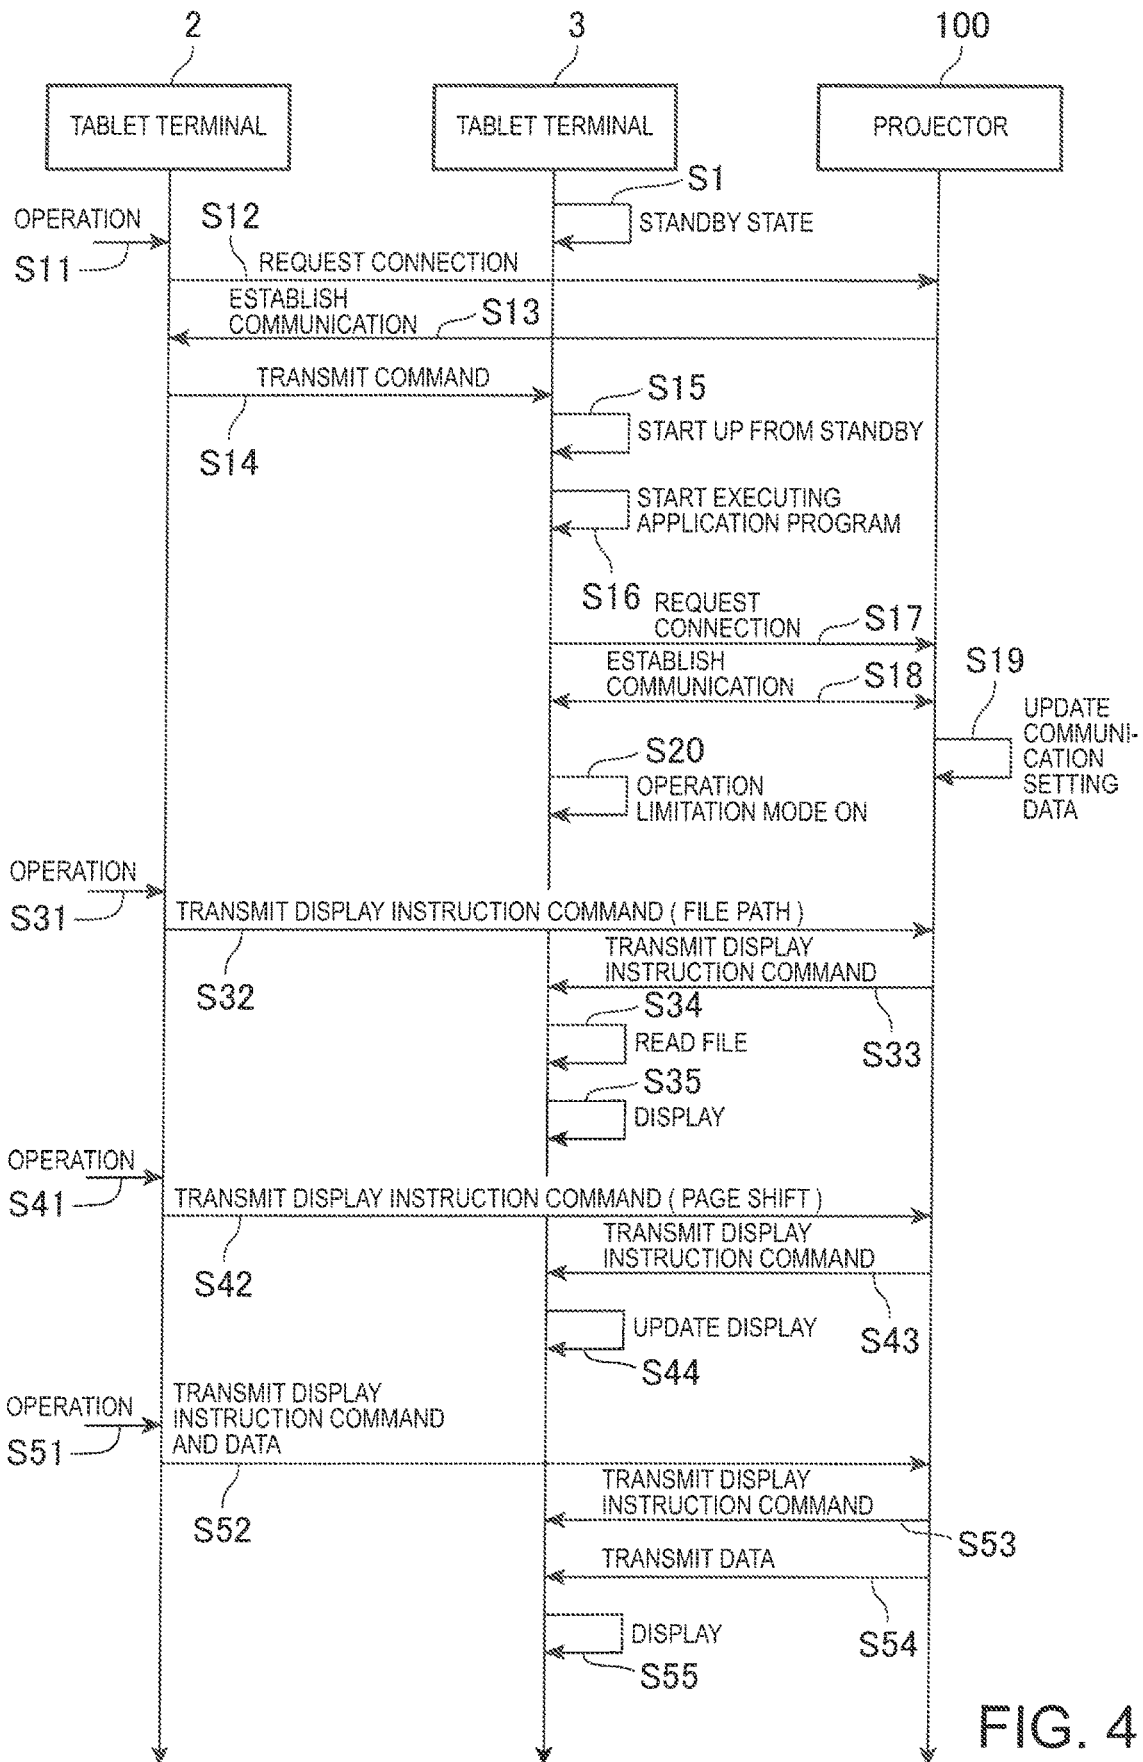 2
3
100
TABLET TERMINAL
TABLET TERMINAL
PROJECTOR
S1
STANDBY STATE
OPERATION
S11
S12
REQUEST CONNECTION
ESTABLISH
COMMUNICATION
S13
TRANSMIT COMMAND
S14
S15
START UP FROM STANDBY
START EXECUTING
APPLICATION PROGRAM
S16
REQUEST
CONNECTION
S17
ESTABLISH
COMMUNICATION
S18
S19
UPDATE
COMMUNI-
CATION
SETTING
DATA
S20
OPERATION
LIMITATION MODE ON
OPERATION
S31
TRANSMIT DISPLAY INSTRUCTION COMMAND ( FILE PATH )
S32
TRANSMIT DISPLAY
INSTRUCTION COMMAND
S33
S34
READ FILE
S35
DISPLAY
OPERATION
S41
TRANSMIT DISPLAY INSTRUCTION COMMAND ( PAGE SHIFT )
S42
TRANSMIT DISPLAY
INSTRUCTION COMMAND
S43
UPDATE DISPLAY
S44
OPERATION
S51
TRANSMIT DISPLAY
INSTRUCTION COMMAND
AND DATA
S52
TRANSMIT DISPLAY
INSTRUCTION COMMAND
S53
TRANSMIT DATA
S54
DISPLAY
S55
FIG. 4